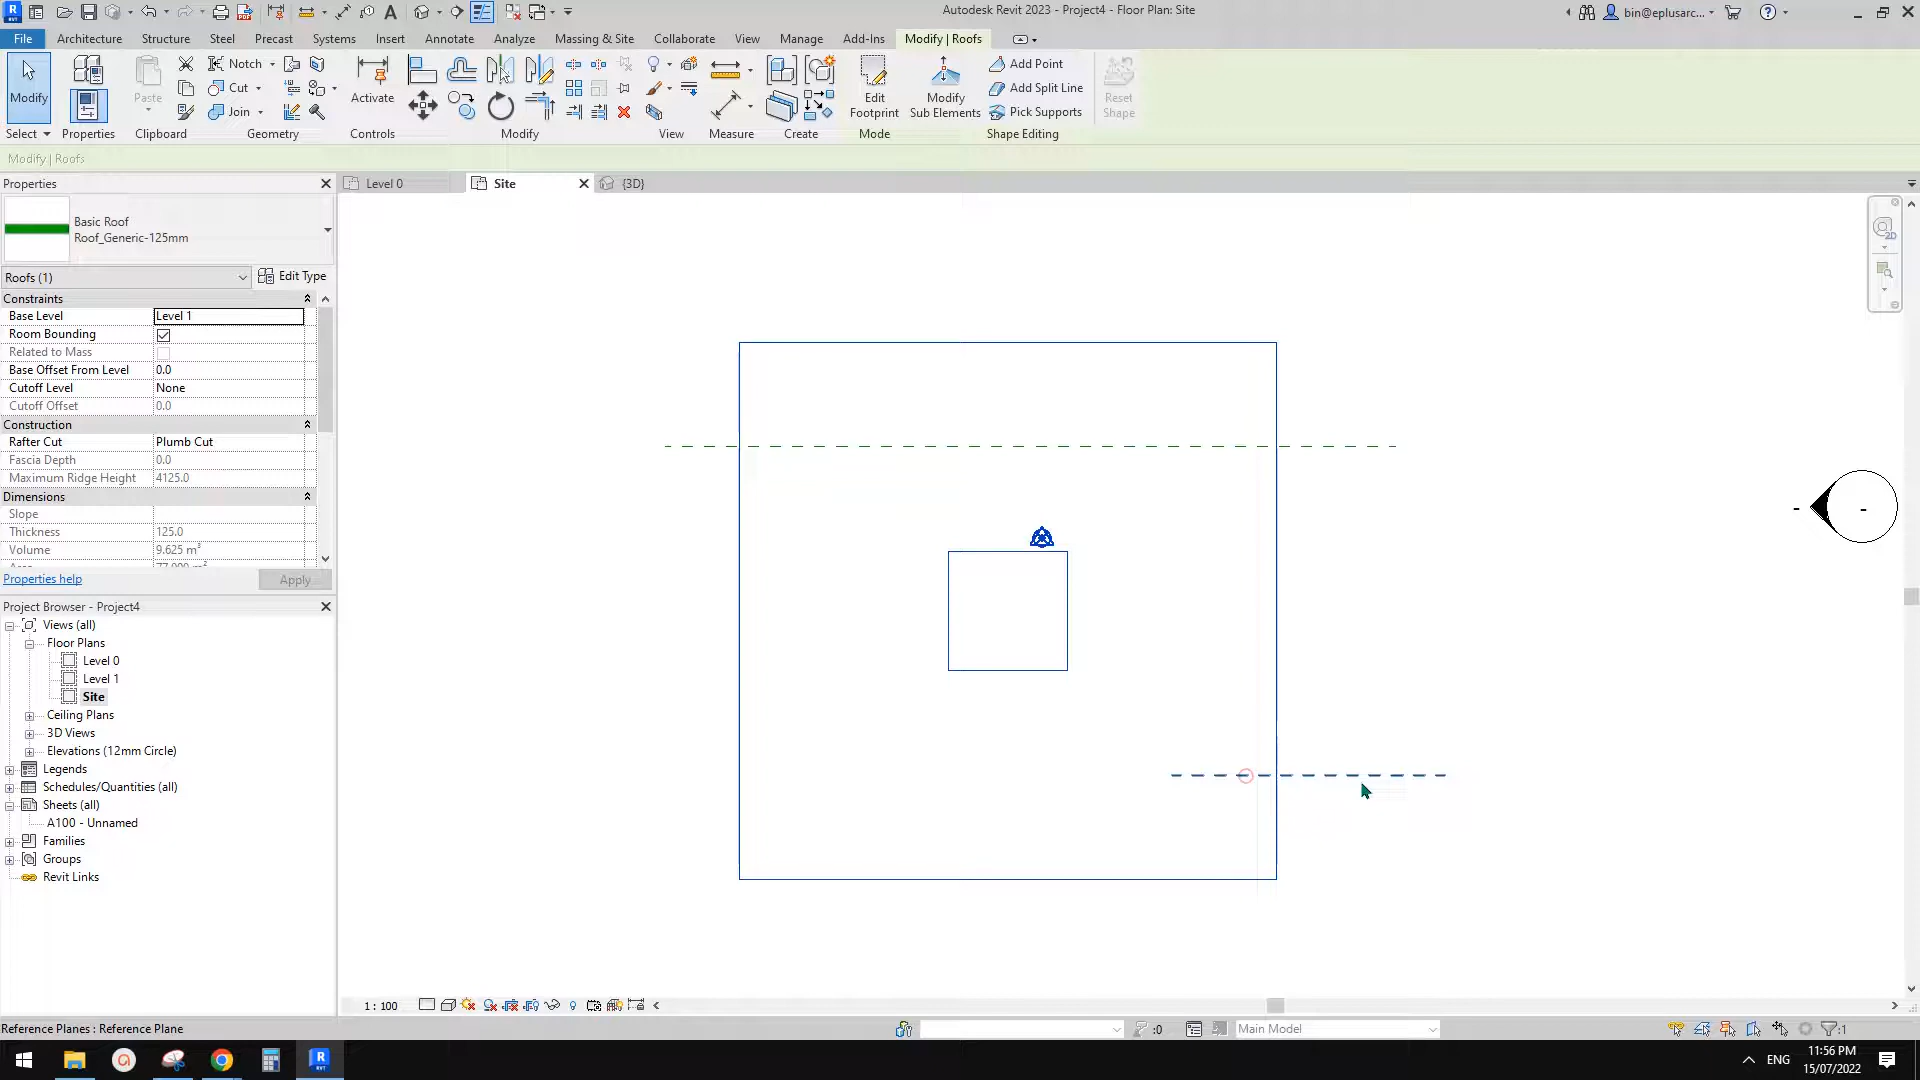 Autodesk Revit 2023 - Project4 - Floor Plan: Site
bin@eplusarc...
File Architecture Structure Steel Precast Systems Insert Annotate Analyze Massing & Site Collaborate View Manage Add-Ins Modify | Roofs
Modify
Paste
Notch
Cut
Join
Activate
Edit Footprint
Modify Sub Elements
Add Point
Add Split Line
Pick Supports
Reset Shape
Select Properties Clipboard Geometry Controls Modify View Measure Create Mode Shape Editing
Modify | Roofs
Properties
Level 0
Site
{3D}
Basic Roof
Roof_Generic-125mm
Roofs (1)
Edit Type
Constraints
Base Level Level 1
Room Bounding
Related to Mass
Base Offset From Level 0.0
Cutoff Level None
Cutoff Offset 0.0
Construction
Rafter Cut Plumb Cut
Fascia Depth 0.0
Maximum Ridge Height 4125.0
Dimensions
Slope
Thickness 125.0
Volume 9.625 m³
Properties help
Apply
Project Browser - Project4
Views (all)
Floor Plans
Level 0
Level 1
Site
Ceiling Plans
3D Views
Elevations (12mm Circle)
Legends
Schedules/Quantities (all)
Sheets (all)
A100 - Unnamed
Families
Groups
Revit Links
2D
1 : 100
Reference Planes : Reference Plane
:0
Main Model
:1
ENG
11:56 PM
15/07/2022